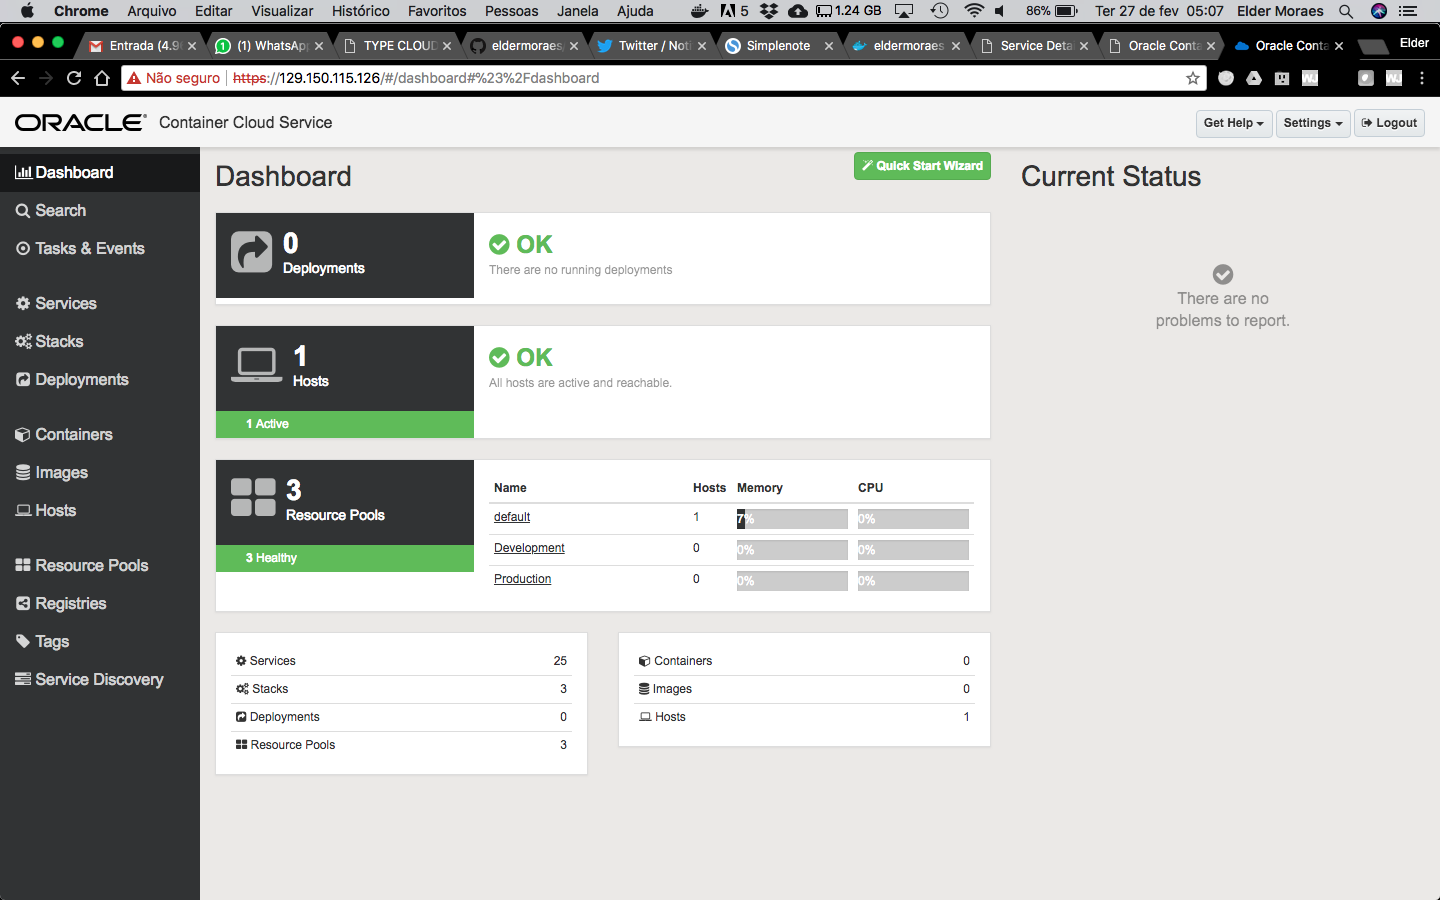 Chrome Arquivo Editar Visualizar Histórico Favoritos Pessoas Janela Ajuda 5 1.24 GB 86% Ter 27 de fev 05:07 Elder Moraes
Entrada (4.9 (1) WhatsApp TYPE CLOUD eldermoraes Twitter / Noti Simplenote eldermoraes Service Detai Oracle Conta Oracle Conta Elder
Não seguro https://129.150.115.126/#/dashboard#%23%2Fdashboard
ORACLE Container Cloud Service Get Help Settings Logout
Dashboard
Search
Tasks & Events
Services
Stacks
Deployments
Containers
Images
Hosts
Resource Pools
Registries
Tags
Service Discovery
Dashboard Quick Start Wizard
0
Deployments
OK
There are no running deployments
1
Hosts
1 Active
OK
All hosts are active and reachable.
3
Resource Pools
3 Healthy
Name Hosts Memory CPU
default 1 7% 0%
Development 0 0% 0%
Production 0 0% 0%
Services 25
Stacks 3
Deployments 0
Resource Pools 3
Containers 0
Images 0
Hosts 1
Current Status
There are no
problems to report.